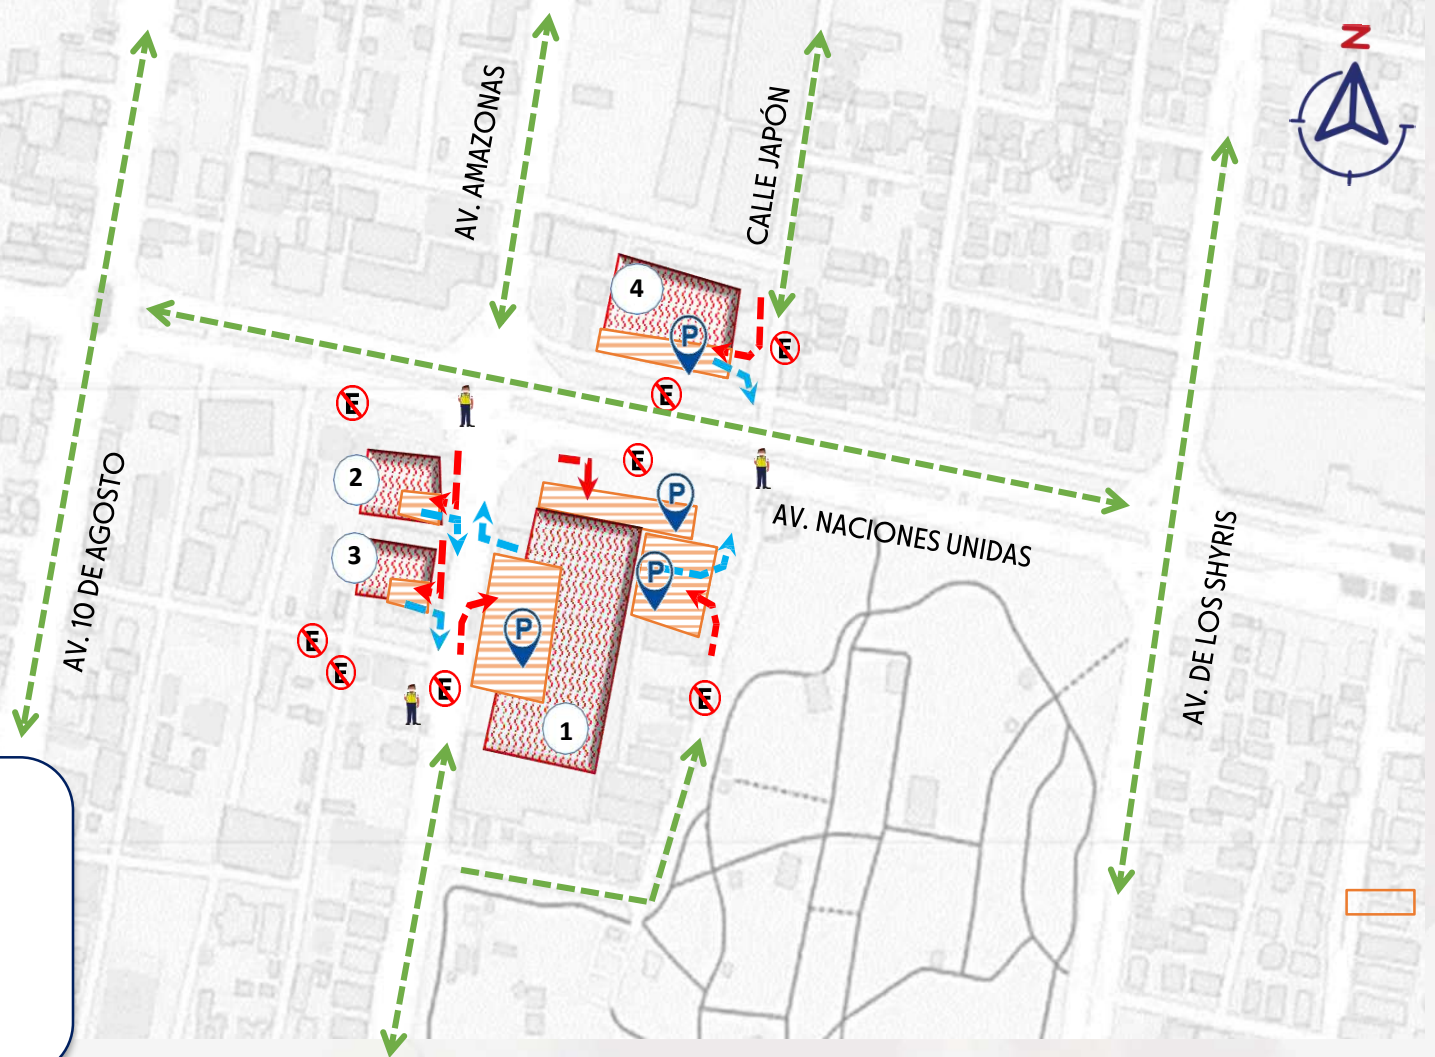 N
AV. AMAZONAS
CALLE JAPÓN
4
P
E
E
2
E
E
P
AV. NACIONES UNIDAS
AV. 10 DE AGOSTO
3
P
AV. DE LOS SHYRIS
P
E
E
E
E
1